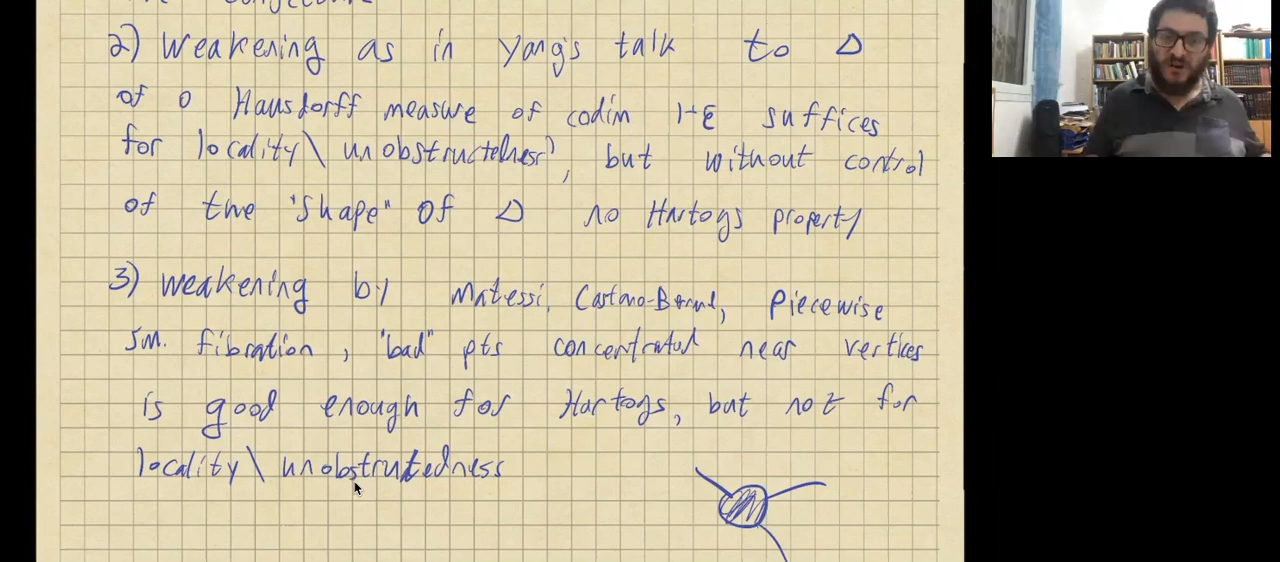 2) Weakening as in Yang's talk to Δ
of 0 Hausdorff measure of codim 1+ε suffices
for locality\ unobstructedness, but without control
of the "shape" of Δ no Hartogs property
3) Weakening by Matessi, Castano-Bernard, Piecewise
sm. fibration, "bad" pts concentrated near vertices
is good enough for Hartogs, but not for
locality\ unobstrutedness